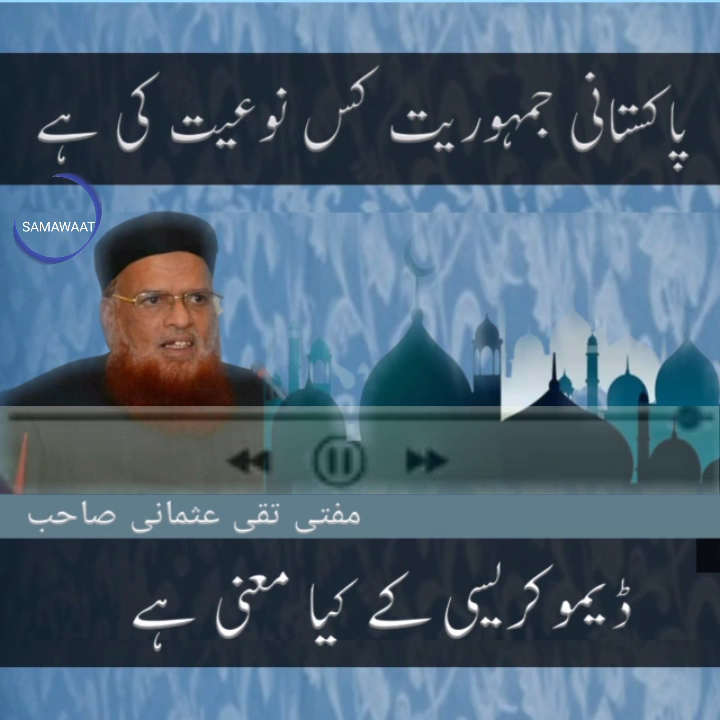 پاکستانی جمہوریت کس نوعیت کی ہے
SAMAWAAT
مفتی تقی عثمانی صاحب
ڈیموکریسی کے کیا معنی ہے